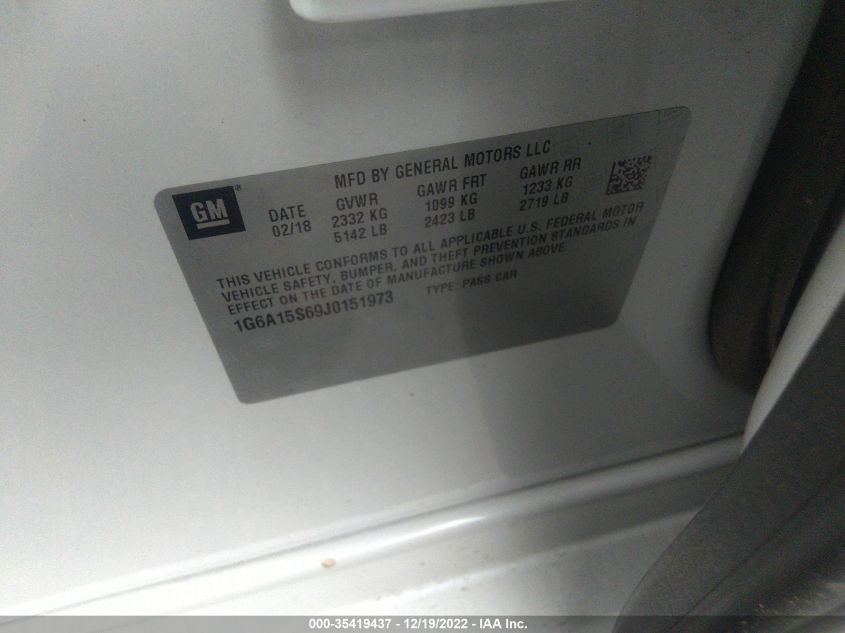 MFD BY GENERAL MOTORS LLC
GM®
DATE GVWR GAWR FRT GAWR RR
02/18 2332 KG 1099 KG 1233 KG
5142 LB 2423 LB 2719 LB
THIS VEHICLE CONFORMS TO ALL APPLICABLE U.S. FEDERAL MOTOR
VEHICLE SAFETY, BUMPER, AND THEFT PREVENTION STANDARDS IN
EFFECT ON THE DATE OF MANUFACTURE SHOWN ABOVE.
1G6A15S69J0151973 TYPE: PASS CAR
000-35419437 - 12/19/2022 - IAA Inc.